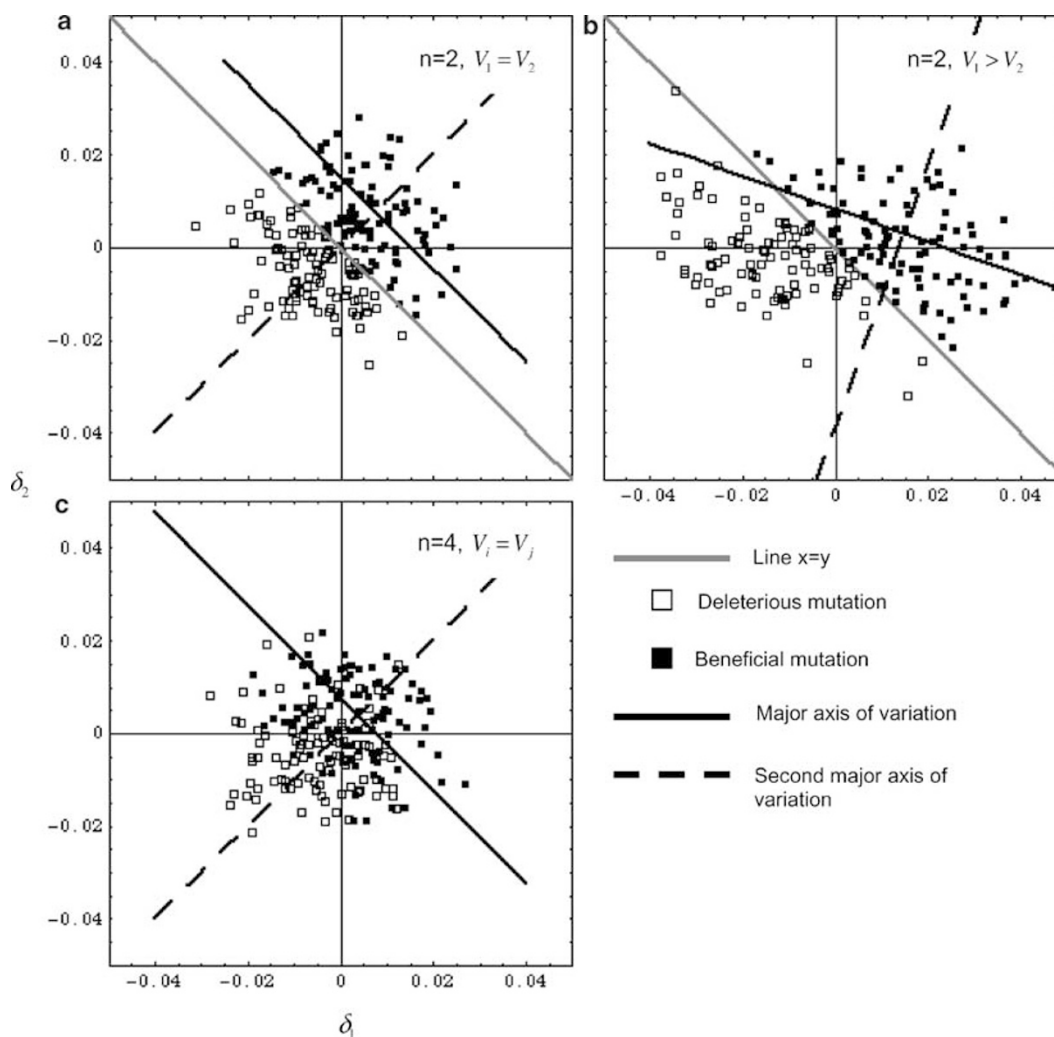 a
n=2, V₁ = V₂
0.04
0.02
0
-0.02
-0.04
b
n=2, V₁ > V₂
-0.04
-0.02
0
0.02
0.04
δ₂
c
n=4, Vᵢ = Vⱼ
0.04
0.02
0
-0.02
-0.04
-0.04
-0.02
0
0.02
0.04
δ₁
Line x=y
Deleterious mutation
Beneficial mutation
Major axis of variation
Second major axis of
variation